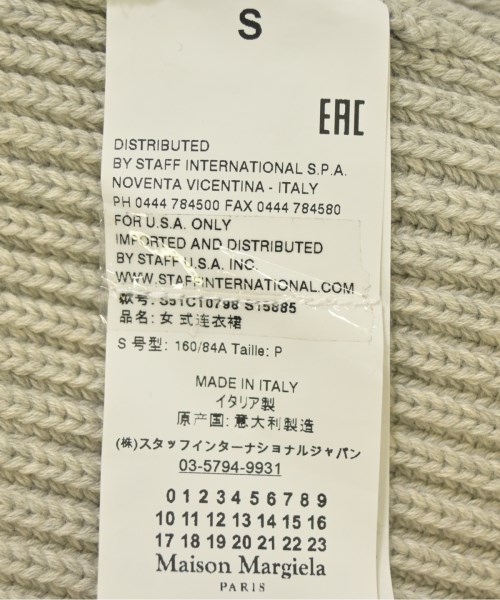 S
EAC
DISTRIBUTED
BY STAFF INTERNATIONAL S.P.A.
NOVENTA VICENTINA - ITALY
PH 0444 784500 FAX 0444 784580
FOR U.S.A. ONLY
IMPORTED AND DISTRIBUTED
BY STAFF U.S.A. INC.
WWW.STAFFINTERNATIONAL.COM
款号: S51C10798 S15885
品名: 女 式连衣裙
S 号型: 160/84A Taille: P
MADE IN ITALY
イタリア製
原产国: 意大利製造
(株)スタッフインターナショナルジャパン
03-5794-9931
0 1 2 3 4 5 6 7 8 9
10 11 12 13 14 15 16
17 18 19 20 21 22 23
Maison Margiela
PARIS